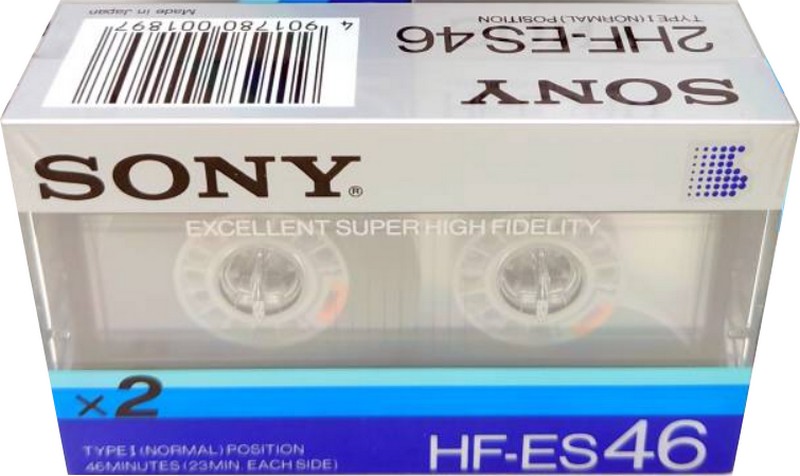 Made in Japan
4 901780 001897
TYPE I (NORMAL) POSITION
2HF-ES46
SONY
SONY®
EXCELLENT SUPER HIGH FIDELITY
×2
TYPE I (NORMAL) POSITION
46MINUTES (23MIN. EACH SIDE)
HF-ES46